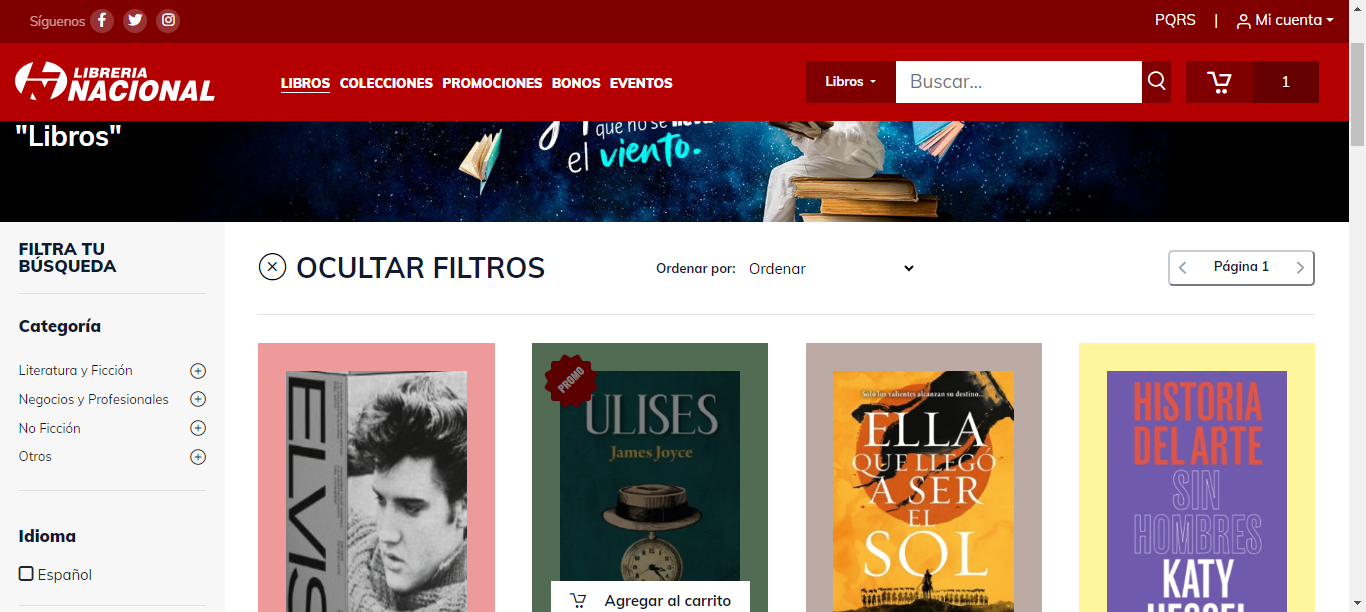 Síguenos
PQRS | Mi cuenta
LIBRERIA
NACIONAL
LIBROS COLECCIONES PROMOCIONES BONOS EVENTOS
Libros
Buscar...
1
"Libros"
que no se
el viento.
FILTRA TU
BÚSQUEDA
OCULTAR FILTROS
Ordenar por: Ordenar
Página 1
Categoría
Literatura y Ficción
Negocios y Profesionales
No Ficción
Otros
Idioma
Español
ELVIS
PROMO
ULISES
James Joyce
Agregar al carrito
Solo los valientes alcanzan su destino...
ELLA
QUE LLEGÓ
A SER
EL
SOL
HISTORIA
DEL ARTE
SIN
HOMBRES
KATY